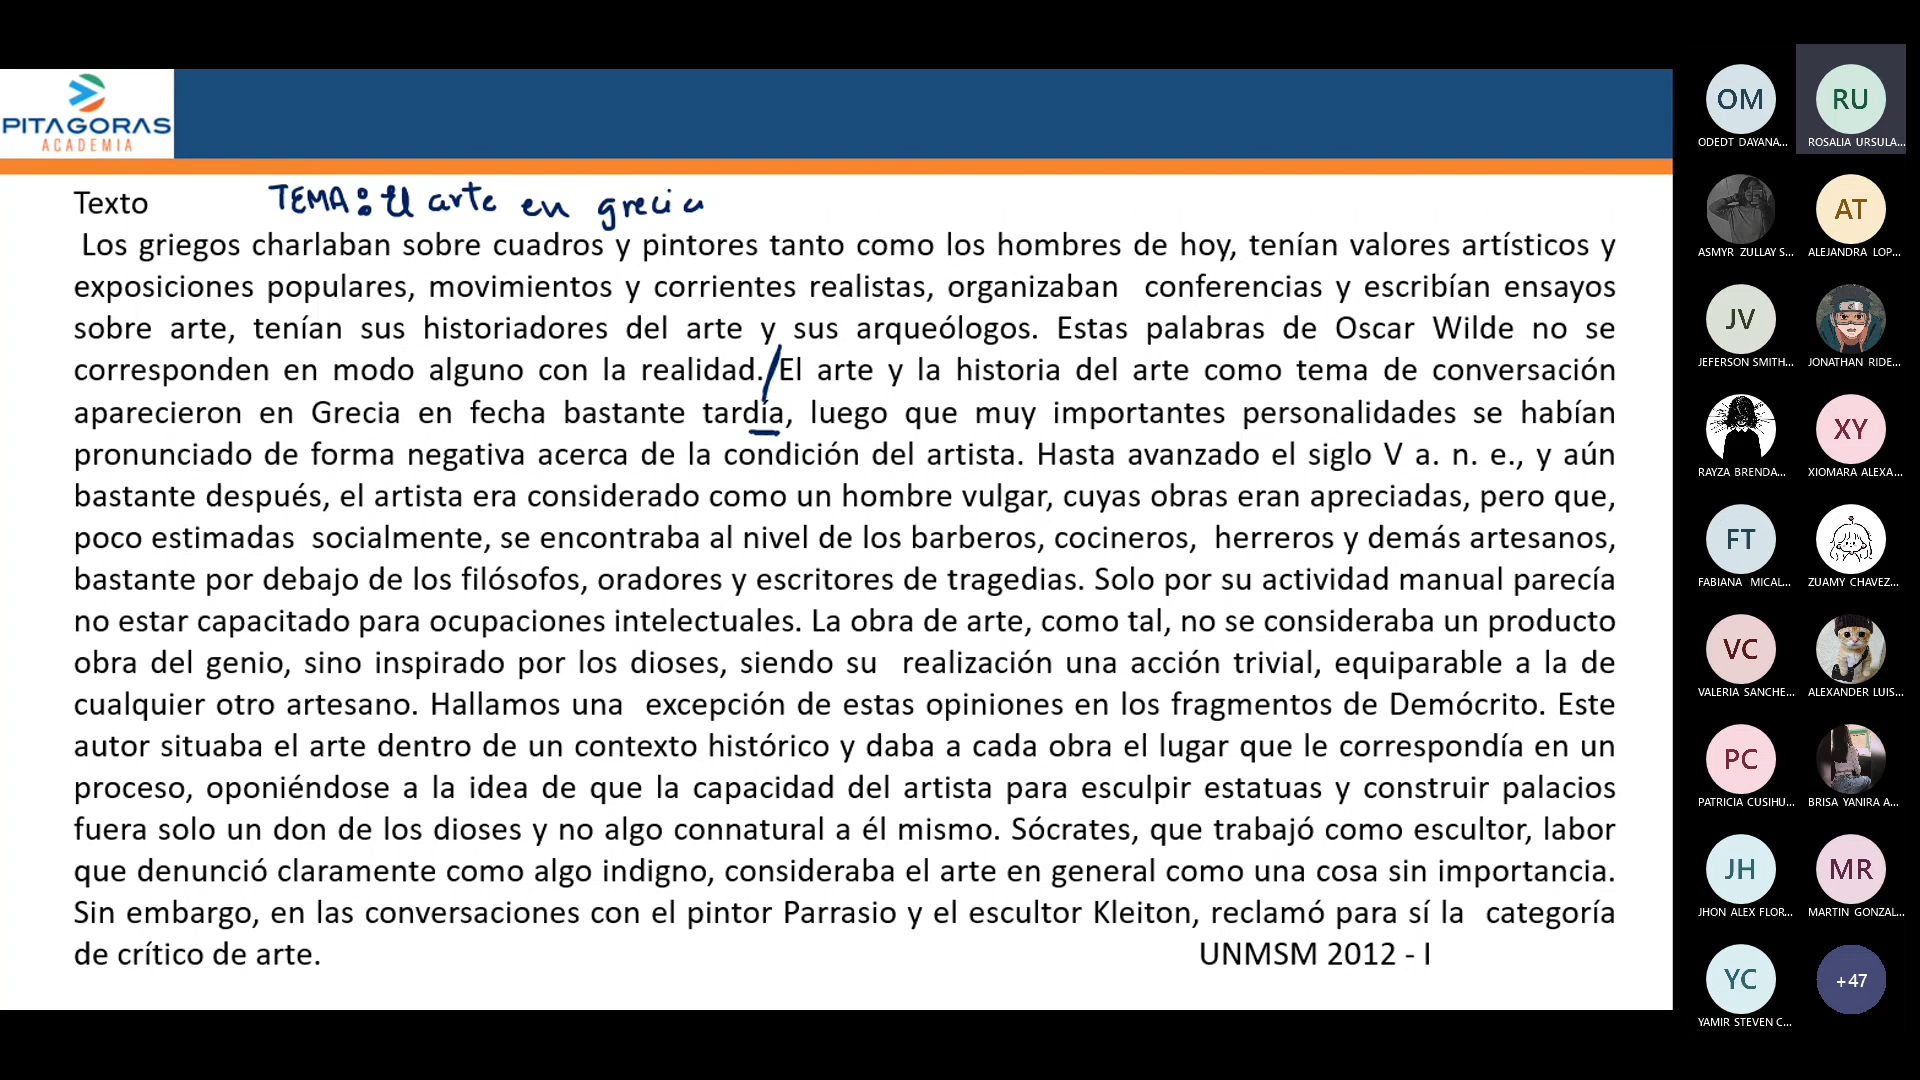 PITAGORAS
ACADEMIA
Texto
TEMA: El arte en grecia
Los griegos charlaban sobre cuadros y pintores tanto como los hombres de hoy, tenían valores artísticos y
exposiciones populares, movimientos y corrientes realistas, organizaban conferencias y escribían ensayos
sobre arte, tenían sus historiadores del arte y sus arqueólogos. Estas palabras de Oscar Wilde no se
corresponden en modo alguno con la realidad. El arte y la historia del arte como tema de conversación
aparecieron en Grecia en fecha bastante tardía, luego que muy importantes personalidades se habían
pronunciado de forma negativa acerca de la condición del artista. Hasta avanzado el siglo V a. n. e., y aún
bastante después, el artista era considerado como un hombre vulgar, cuyas obras eran apreciadas, pero que,
poco estimadas socialmente, se encontraba al nivel de los barberos, cocineros, herreros y demás artesanos,
bastante por debajo de los filósofos, oradores y escritores de tragedias. Solo por su actividad manual parecía
no estar capacitado para ocupaciones intelectuales. La obra de arte, como tal, no se consideraba un producto
obra del genio, sino inspirado por los dioses, siendo su realización una acción trivial, equiparable a la de
cualquier otro artesano. Hallamos una excepción de estas opiniones en los fragmentos de Demócrito. Este
autor situaba el arte dentro de un contexto histórico y daba a cada obra el lugar que le correspondía en un
proceso, oponiéndose a la idea de que la capacidad del artista para esculpir estatuas y construir palacios
fuera solo un don de los dioses y no algo connatural a él mismo. Sócrates, que trabajó como escultor, labor
que denunció claramente como algo indigno, consideraba el arte en general como una cosa sin importancia.
Sin embargo, en las conversaciones con el pintor Parrasio y el escultor Kleiton, reclamó para sí la categoría
de crítico de arte.
UNMSM 2012 - I
OM
ODEDT DAYANA...
RU
ROSALIA URSULA...
ASMYR ZULLAY S...
AT
ALEJANDRA LOP...
JV
JEFERSON SMITH...
JONATHAN RIDE...
RAYZA BRENDA...
XY
XIOMARA ALEXA...
FT
FABIANA MICAL...
ZUAMY CHAVEZ...
VC
VALERIA SANCHE...
ALEXANDER LUIS...
PC
PATRICIA CUSIHU...
BRISA YANIRA A...
JH
JHON ALEX FLOR...
MR
MARTIN GONZAL...
YC
YAMIR STEVEN C...
+47